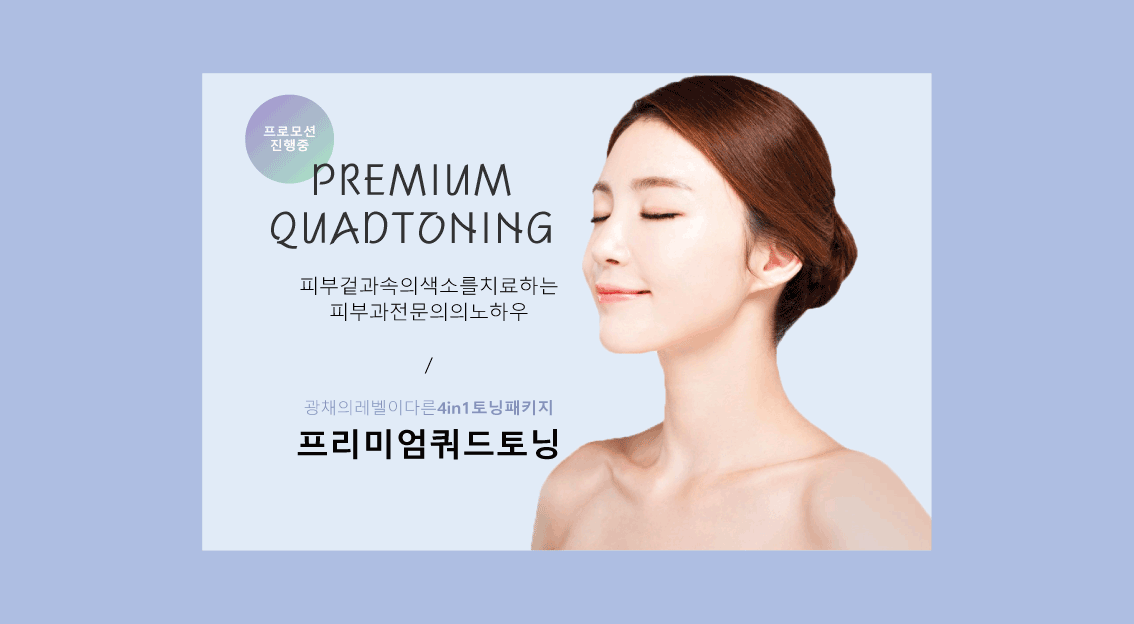 프로모션
진행중
PREMIUM
QUADTONING
피부겉과속의색소를치료하는
피부과전문의의노하우
/
광채의레벨이다른4in1토닝패키지
프리미엄쿼드토닝